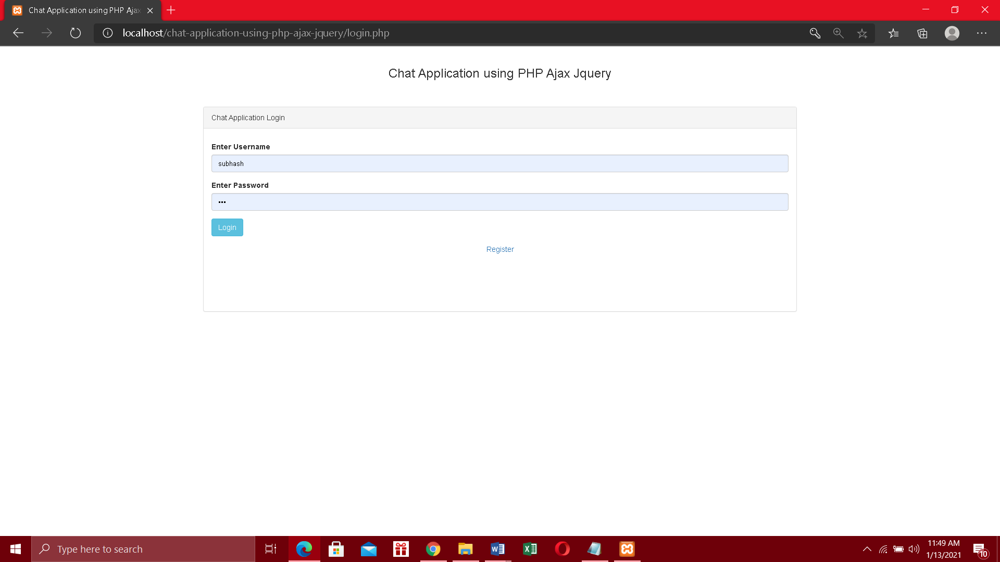 Chat Application using PHP Ajax
localhost/chat-application-using-php-ajax-jquery/login.php
Chat Application using PHP Ajax Jquery
Chat Application Login
Enter Username
subhash
Enter Password
•••
Login
Register
Type here to search
11:49 AM
1/13/2021
10